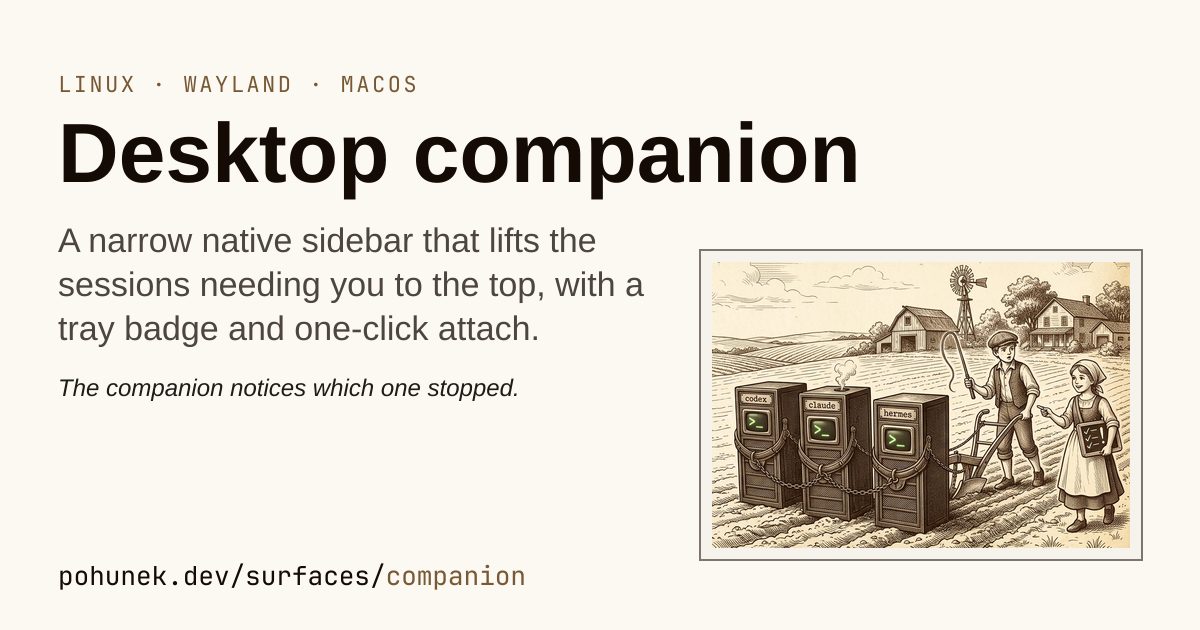 LINUX · WAYLAND · MACOS
Desktop companion
A narrow native sidebar that lifts the
sessions needing you to the top, with a
tray badge and one-click attach.
The companion notices which one stopped.
codex
>_
claude
>_
hermes
>_
pohunek.dev/surfaces/companion